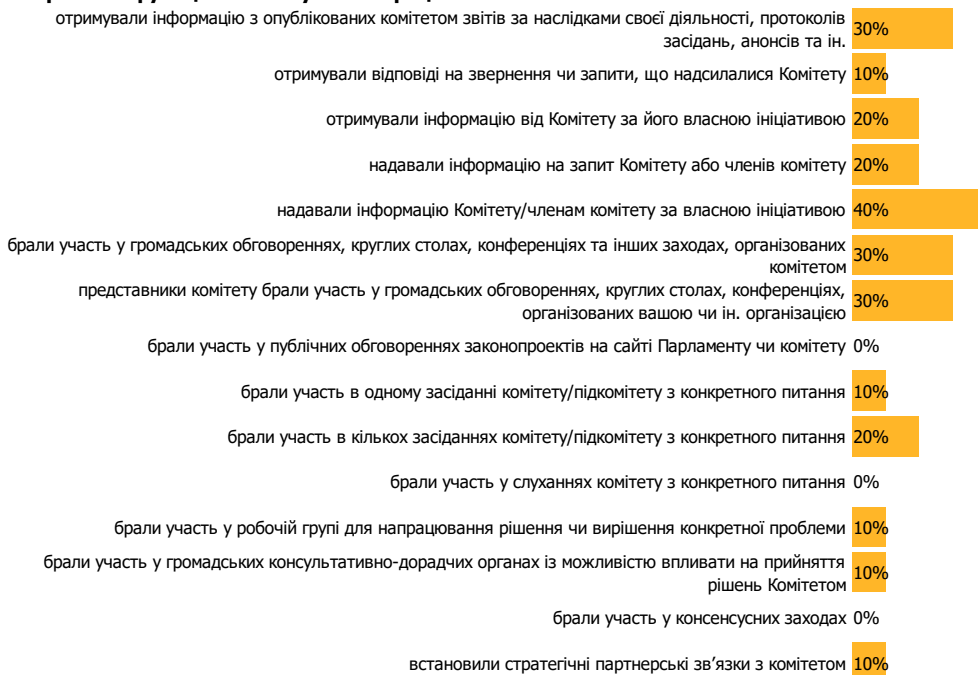 отримували інформацію з опублікованих комітетом звітів за наслідками своєї діяльності, протоколів
засідань, анонсів та ін.
30%
отримували відповіді на звернення чи запити, що надсилалися Комітету 10%
отримували інформацію від Комітету за його власною ініціативою 20%
надавали інформацію на запит Комітету або членів комітету 20%
надавали інформацію Комітету/членам комітету за власною ініціативою 40%
брали участь у громадських обговореннях, круглих столах, конференціях та інших заходах, організованих
комітетом
30%
представники комітету брали участь у громадських обговореннях, круглих столах, конференціях,
організованих вашою чи ін. організацією
30%
брали участь у публічних обговореннях законопроектів на сайті Парламенту чи комітету 0%
брали участь в одному засіданні комітету/підкомітету з конкретного питання 10%
брали участь в кількох засіданнях комітету/підкомітету з конкретного питання 20%
брали участь у слуханнях комітету з конкретного питання 0%
брали участь у робочій групі для напрацювання рішення чи вирішення конкретної проблеми 10%
брали участь у громадських консультативно-дорадчих органах із можливістю впливати на прийняття
рішень Комітетом
10%
брали участь у консенсусних заходах 0%
встановили стратегічні партнерські зв’язки з комітетом 10%